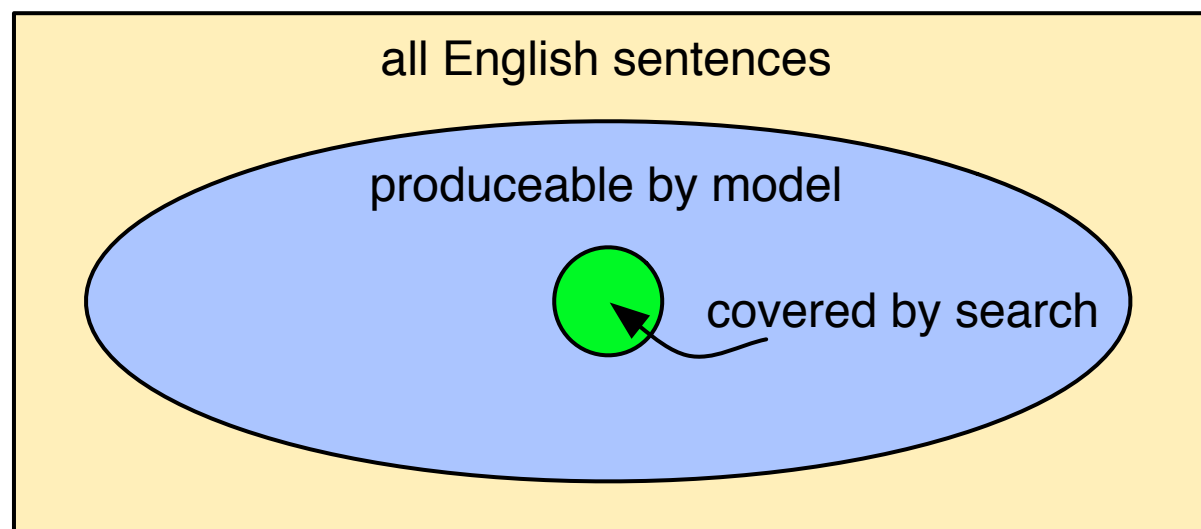 all English sentences
produceable by model
covered by search